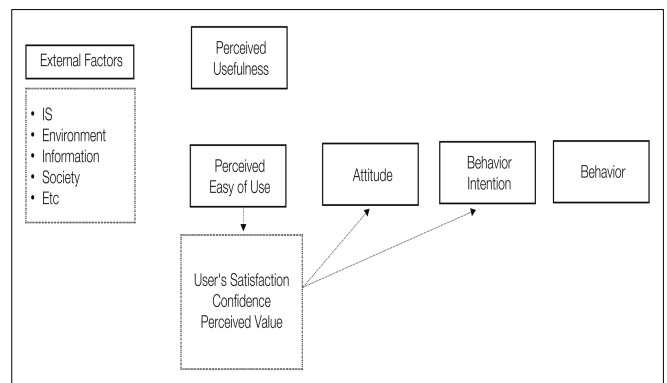 External Factors
• IS
• Environment
• Information
• Society
• Etc
Perceived
Usefulness
Perceived
Easy of Use
Attitude
Behavior
Intention
Behavior
User's Satisfaction
Confidence
Perceived Value